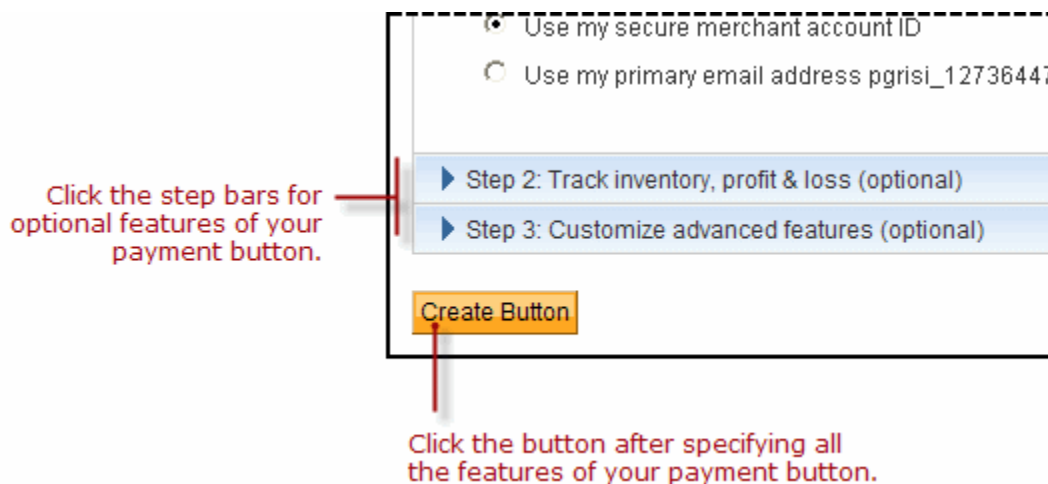 Use my secure merchant account ID
Use my primary email address pgrisi_12736447
Step 2: Track inventory, profit & loss (optional)
Step 3: Customize advanced features (optional)
Click the step bars for
optional features of your
payment button.
Create Button
Click the button after specifying all
the features of your payment button.